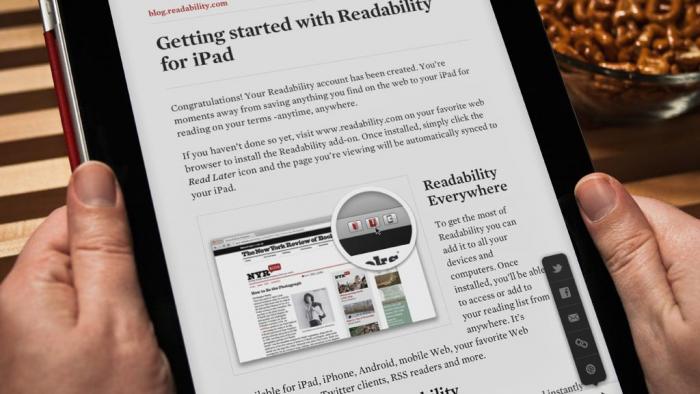 blog.readability.com
Getting started with Readability
for iPad
Congratulations! Your Readability account has been created. You're
moments away from saving anything you find on the web to your iPad for
reading on your terms -anytime, anywhere.
If you haven't done so yet, visit www.readability.com on your favorite web
browser to install the Readability add-on. Once installed, simply click the
Read Later icon and the page you're viewing will be automatically synced to
your iPad.
The New York Review of Boo
NYR
How to Be the Photograph
Readability
Everywhere
To get the most of
Readability you can
add it to all your
devices and
computers. Once
installed, you'll be able
to access or add to
your reading list from
anywhere. It's
for iPad, iPhone, Android, mobile Web, your favorite Web
Twitter clients, RSS readers and more.
instantly